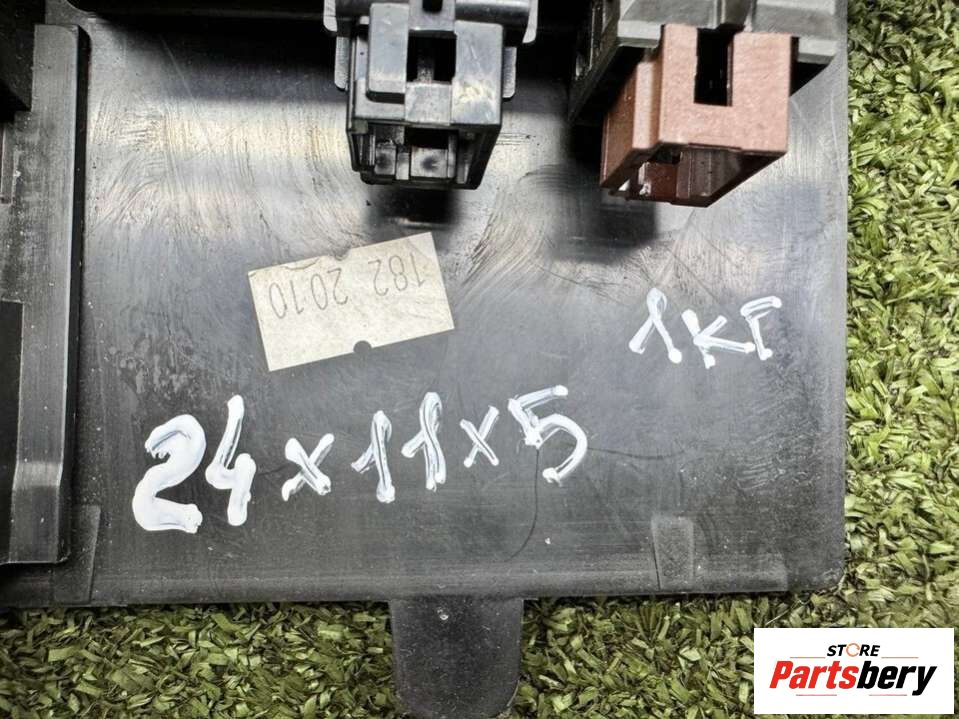 182 2010
1КГ
24x11x5
STORE
Partsbery